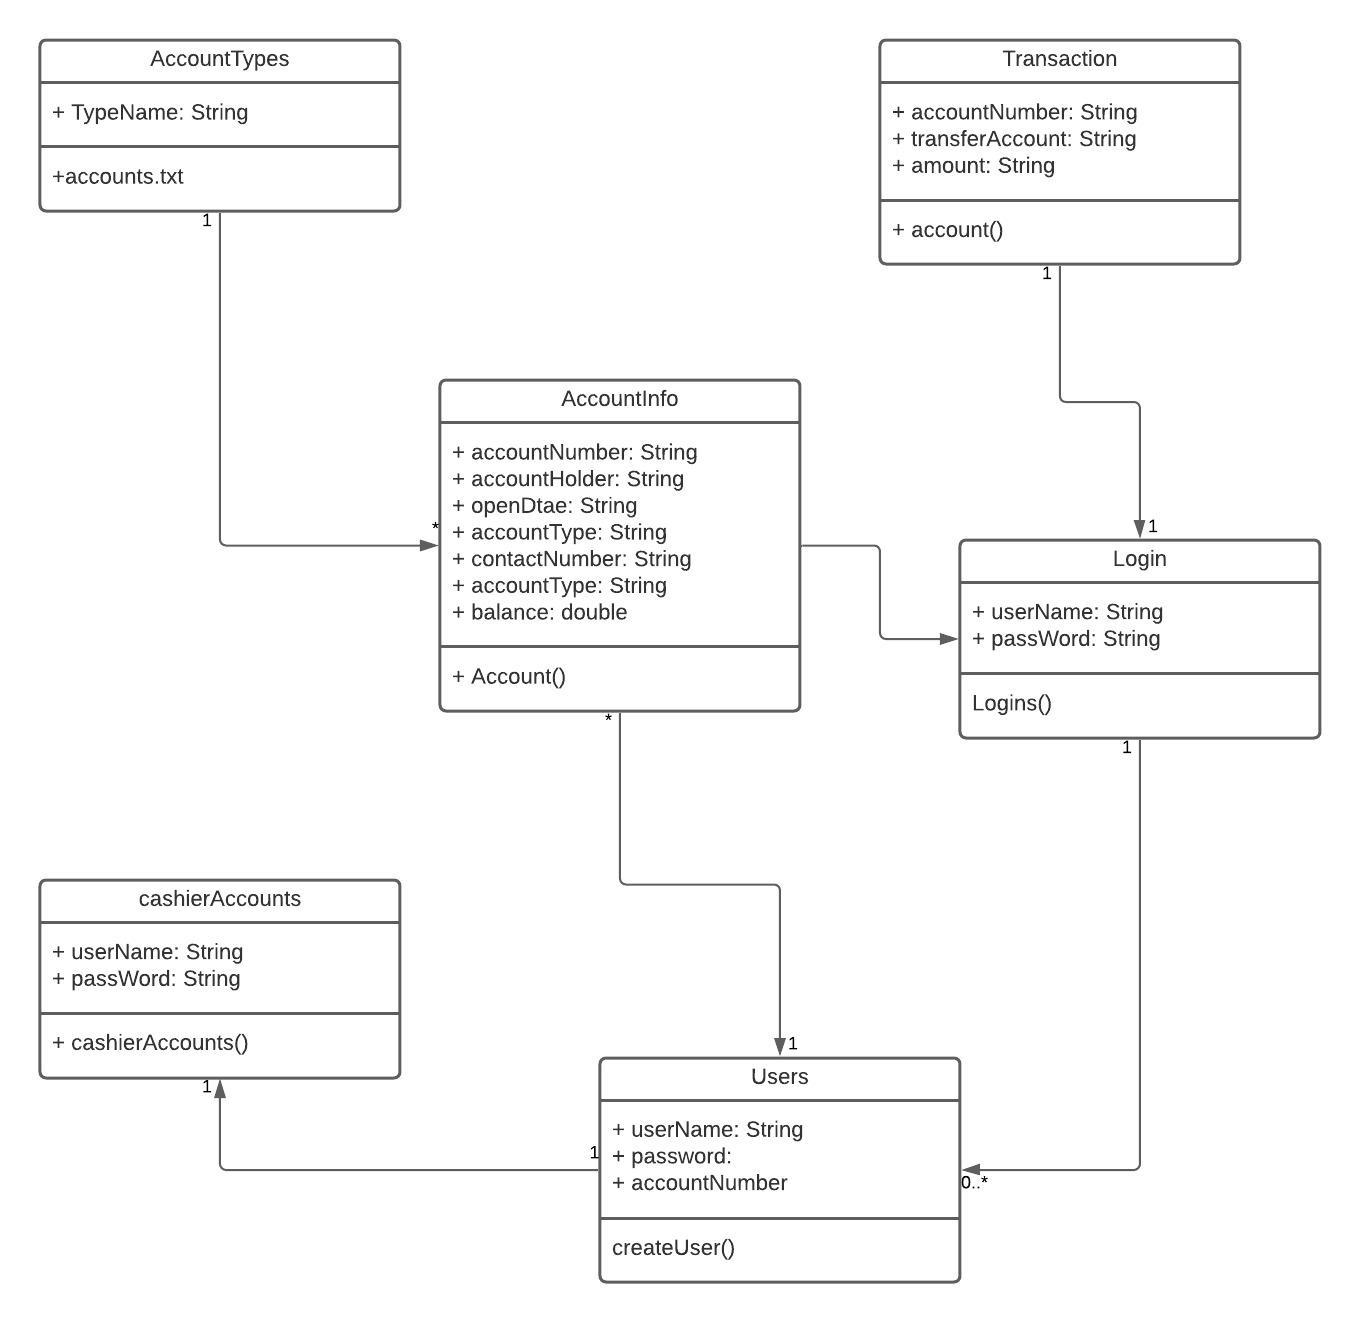 AccountTypes
+ TypeName: String
+accounts.txt
1
Transaction
+ accountNumber: String
+ transferAccount: String
+ amount: String
+ account()
1
AccountInfo
+ accountNumber: String
+ accountHolder: String
+ openDtae: String
+ accountType: String
+ contactNumber: String
+ accountType: String
+ balance: double
+ Account()
*
*
1
Login
+ userName: String
+ passWord: String
Logins()
1
cashierAccounts
+ userName: String
+ passWord: String
+ cashierAccounts()
1
1
Users
+ userName: String
+ password:
+ accountNumber
createUser()
1
0..*